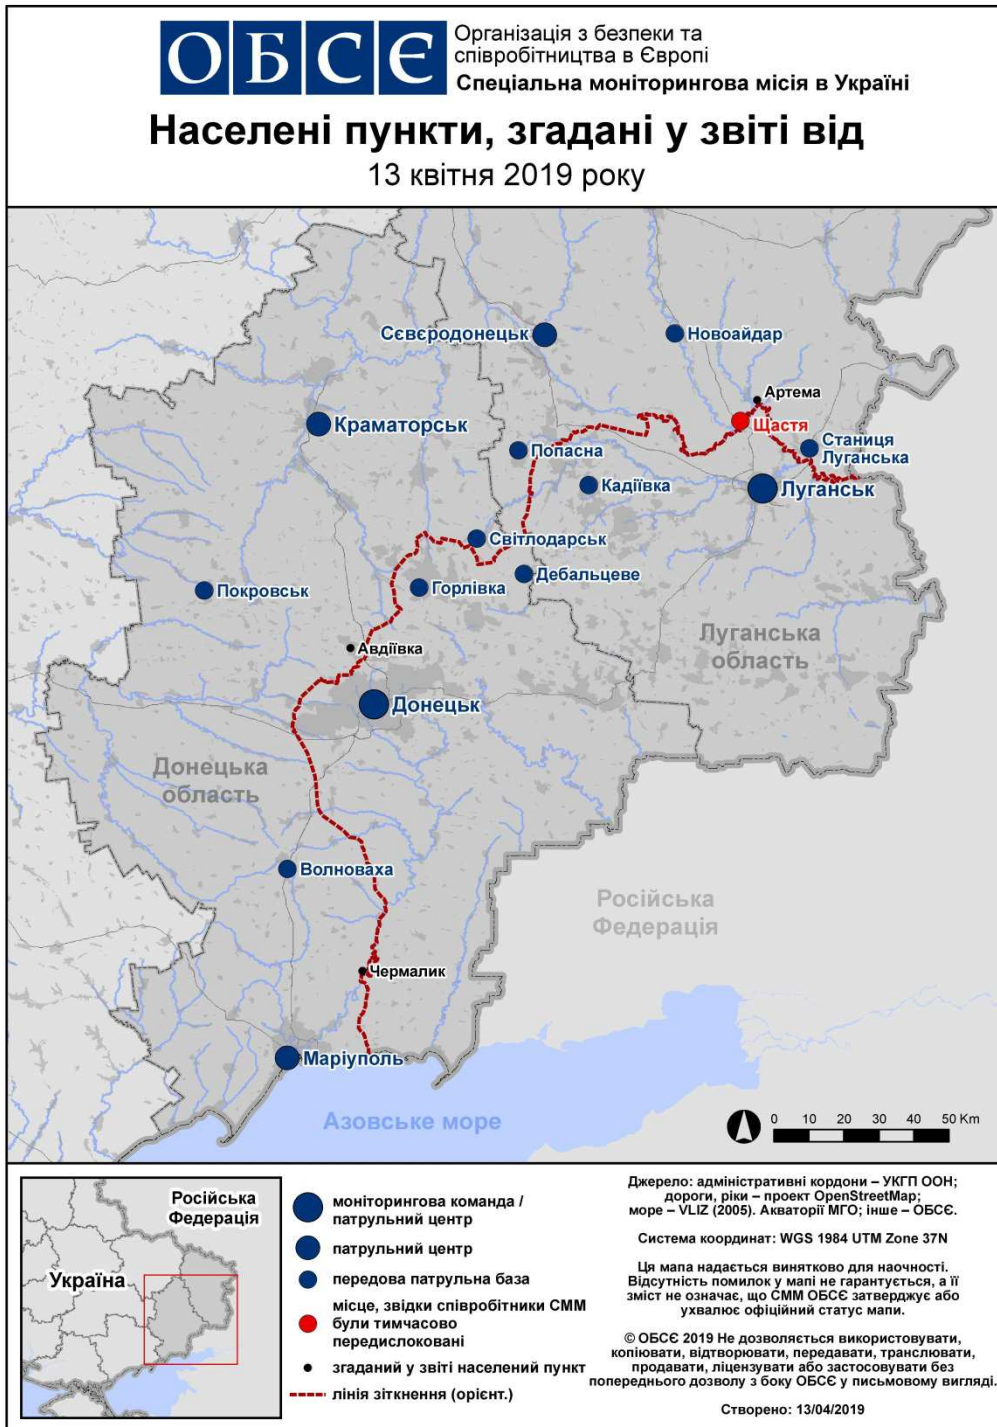 ОБСЄ
Організація з безпеки та
співробітництва в Європі
Спеціальна моніторингова місія в Україні
Населені пункти, згадані у звіті від
13 квітня 2019 року
Сєвєродонецьк
Новоайдар
Артема
Щастя
Краматорськ
Станиця
Луганська
Попасна
Кадіївка
Луганськ
Світлодарськ
Дебальцеве
Покровськ
Горлівка
Авдіївка
Луганська
область
Донецьк
Донецька
область
Волноваха
Російська
Федерація
Чермалик
Маріуполь
Азовське море
0 10 20 30 40 50 Km
Російська
Федерація
Україна
моніторингова команда /
патрульний центр
патрульний центр
передова патрульна база
місце, звідки співробітники СММ
були тимчасово
передислоковані
згаданий у звіті населений пункт
лінія зіткнення (орієнт.)
Джерело: адміністративні кордони – УКГП ООН;
дороги, ріки – проект OpenStreetMap;
море – VLIZ (2005). Акваторії МГО; інше – ОБСЄ.
Система координат: WGS 1984 UTM Zone 37N
Ця мапа надається винятково для наочності.
Відсутність помилок у мапі не гарантується, а її
зміст не означає, що СММ ОБСЄ затверджує або
ухвалює офіційний статус мапи.
© ОБСЄ 2019 Не дозволяється використовувати,
копіювати, відтворювати, передавати, транслювати,
продавати, ліцензувати або застосовувати без
попереднього дозволу з боку ОБСЄ у письмовому вигляді.
Створено: 13/04/2019